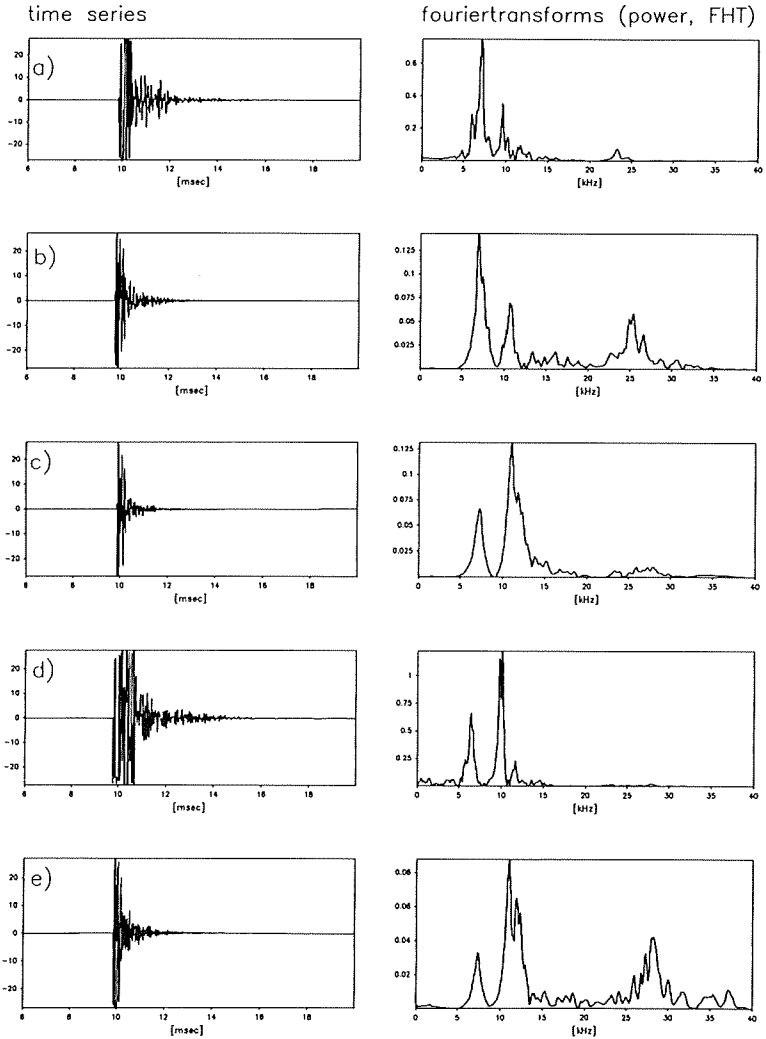 time series
fouriertransforms (power, FHT)
a)
20
10
0
-10
-20
6 8 10 12 14 16 18
[msec]
0.6
0.4
0.2
0 5 10 15 20 25 30 35 40
[kHz]
b)
20
10
0
-10
-20
6 8 10 12 14 16 18
[msec]
0.125
0.1
0.075
0.05
0.025
0 5 10 15 20 25 30 35 40
[kHz]
c)
20
10
0
-10
-20
6 8 10 12 14 16 18
[msec]
0.125
0.1
0.075
0.05
0.025
0 5 10 15 20 25 30 35 40
[kHz]
d)
20
10
0
-10
-20
6 8 10 12 14 16 18
[msec]
1
0.75
0.5
0.25
0 5 10 15 20 25 30 35 40
[kHz]
e)
20
10
0
-10
-20
6 8 10 12 14 16 18
[msec]
0.08
0.06
0.04
0.02
0 5 10 15 20 25 30 35 40
[kHz]